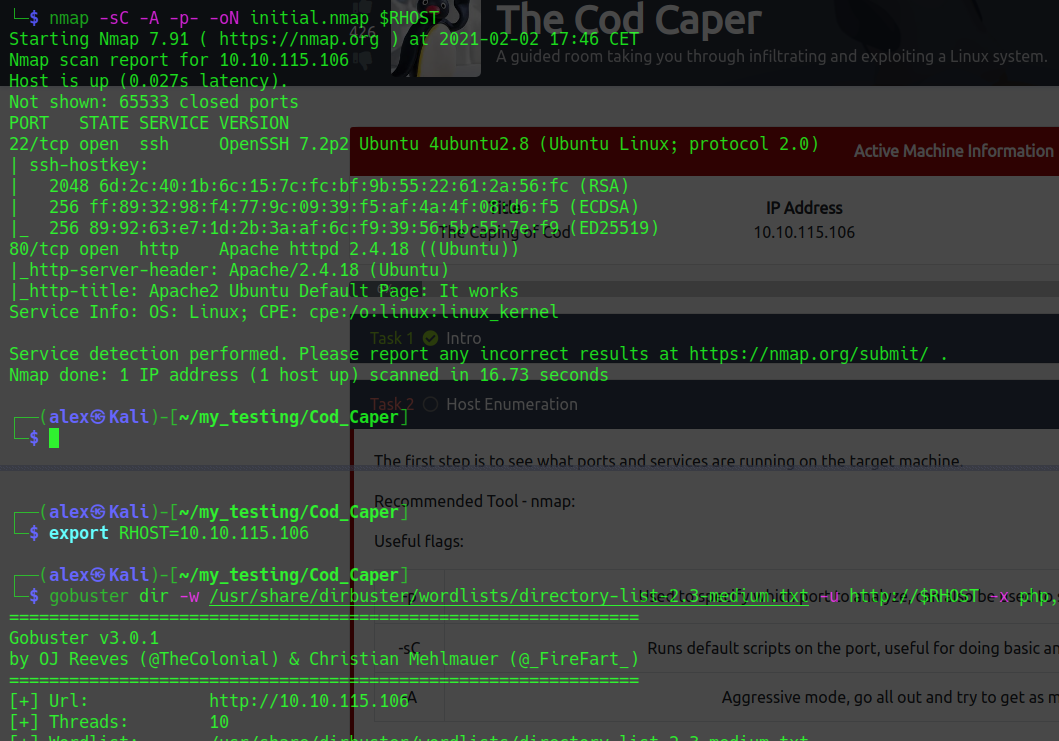 └─$ nmap -sC -A -p- -oN initial.nmap $RHOST
Starting Nmap 7.91 ( https://nmap.org ) at 2021-02-02 17:46 CET
Nmap scan report for 10.10.115.106
Host is up (0.027s latency).
Not shown: 65533 closed ports
PORT   STATE SERVICE VERSION
22/tcp open  ssh     OpenSSH 7.2p2 Ubuntu 4ubuntu2.8 (Ubuntu Linux; protocol 2.0)
| ssh-hostkey:
|   2048 6d:2c:40:1b:6c:15:7c:fc:bf:9b:55:22:61:2a:56:fc (RSA)
|   256 ff:89:32:98:f4:77:9c:09:39:f5:af:4a:4f:08:d6:f5 (ECDSA)
|_  256 89:92:63:e7:1d:2b:3a:af:6c:f9:39:56:5b:55:7e:f9 (ED25519)
80/tcp open  http    Apache httpd 2.4.18 ((Ubuntu))
|_http-server-header: Apache/2.4.18 (Ubuntu)
|_http-title: Apache2 Ubuntu Default Page: It works
Service Info: OS: Linux; CPE: cpe:/o:linux:linux_kernel
Service detection performed. Please report any incorrect results at https://nmap.org/submit/ .
Nmap done: 1 IP address (1 host up) scanned in 16.73 seconds
┌──(alex㉿Kali)-[~/my_testing/Cod_Caper]
└─$
┌──(alex㉿Kali)-[~/my_testing/Cod_Caper]
└─$ export RHOST=10.10.115.106
┌──(alex㉿Kali)-[~/my_testing/Cod_Caper]
└─$ gobuster dir -w /usr/share/dirbuster/wordlists/directory-list-2.3-medium.txt -u http://$RHOST -x php,
===============================================================
Gobuster v3.0.1
by OJ Reeves (@TheColonial) & Christian Mehlmauer (@_FireFart_)
===============================================================
[+] Url:            http://10.10.115.106
[+] Threads:        10
[+] Wordlist:       /usr/share/dirbuster/wordlists/directory-list-2.3-medium.txt
426
The Cod Caper
A guided room taking you through infiltrating and exploiting a Linux system.
Active Machine Information
IP Address
The Caping of Cod
10.10.115.106
Task 1 Intro
Task 2 Host Enumeration
The first step is to see what ports and services are running on the target machine.
Recommended Tool - nmap:
Useful flags:
-sC
Runs default scripts on the port, useful for doing basic an
-A
Aggressive mode, go all out and try to get as m